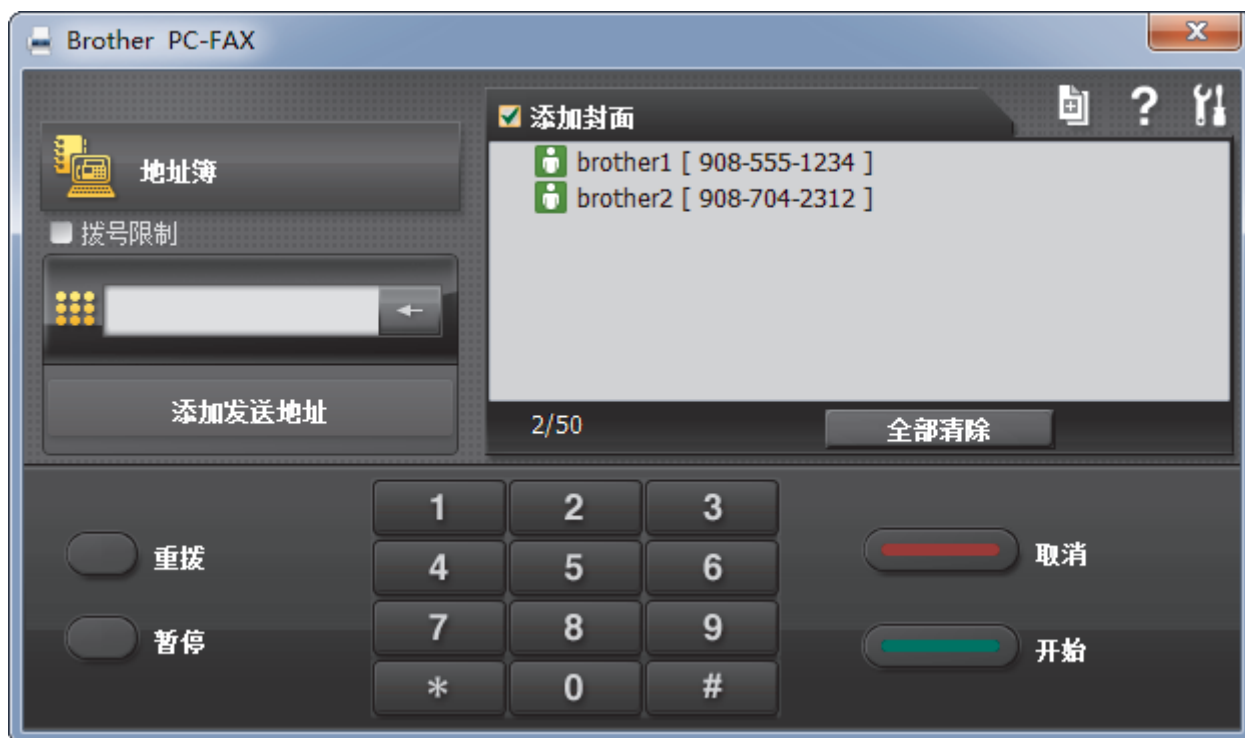 Brother PC-FAX
x
地址簿
拨号限制
添加发送地址
添加封面
?
brother1 [ 908-555-1234 ]
brother2 [ 908-704-2312 ]
2/50
全部清除
重拨
暂停
1 2 3
4 5 6
7 8 9
* 0 #
取消
开始